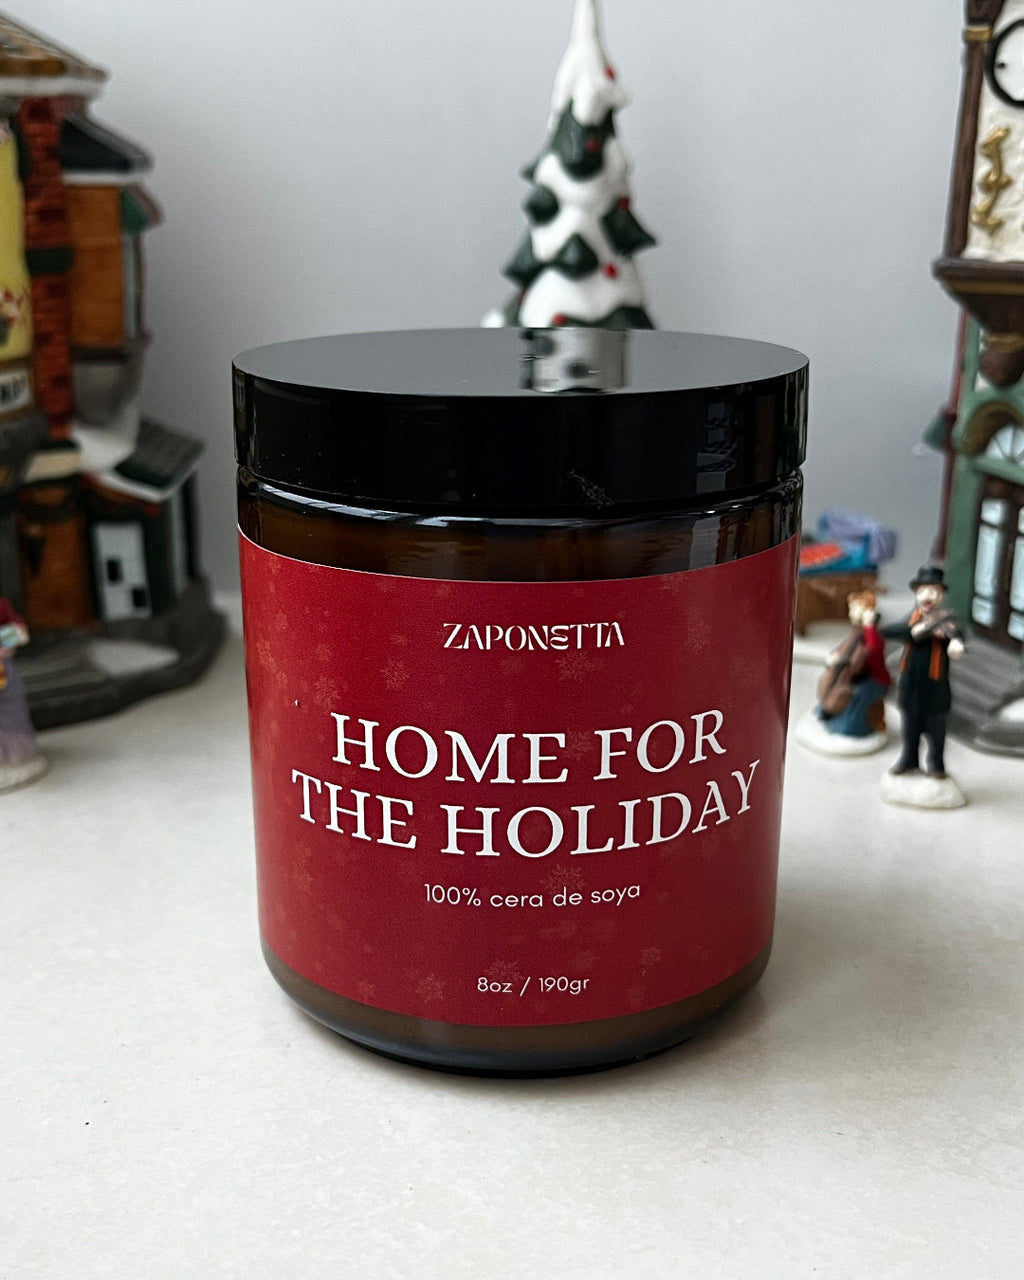 ZAPONETTA
HOME FOR
THE HOLIDAY
100% cera de soya
8oz / 190gr